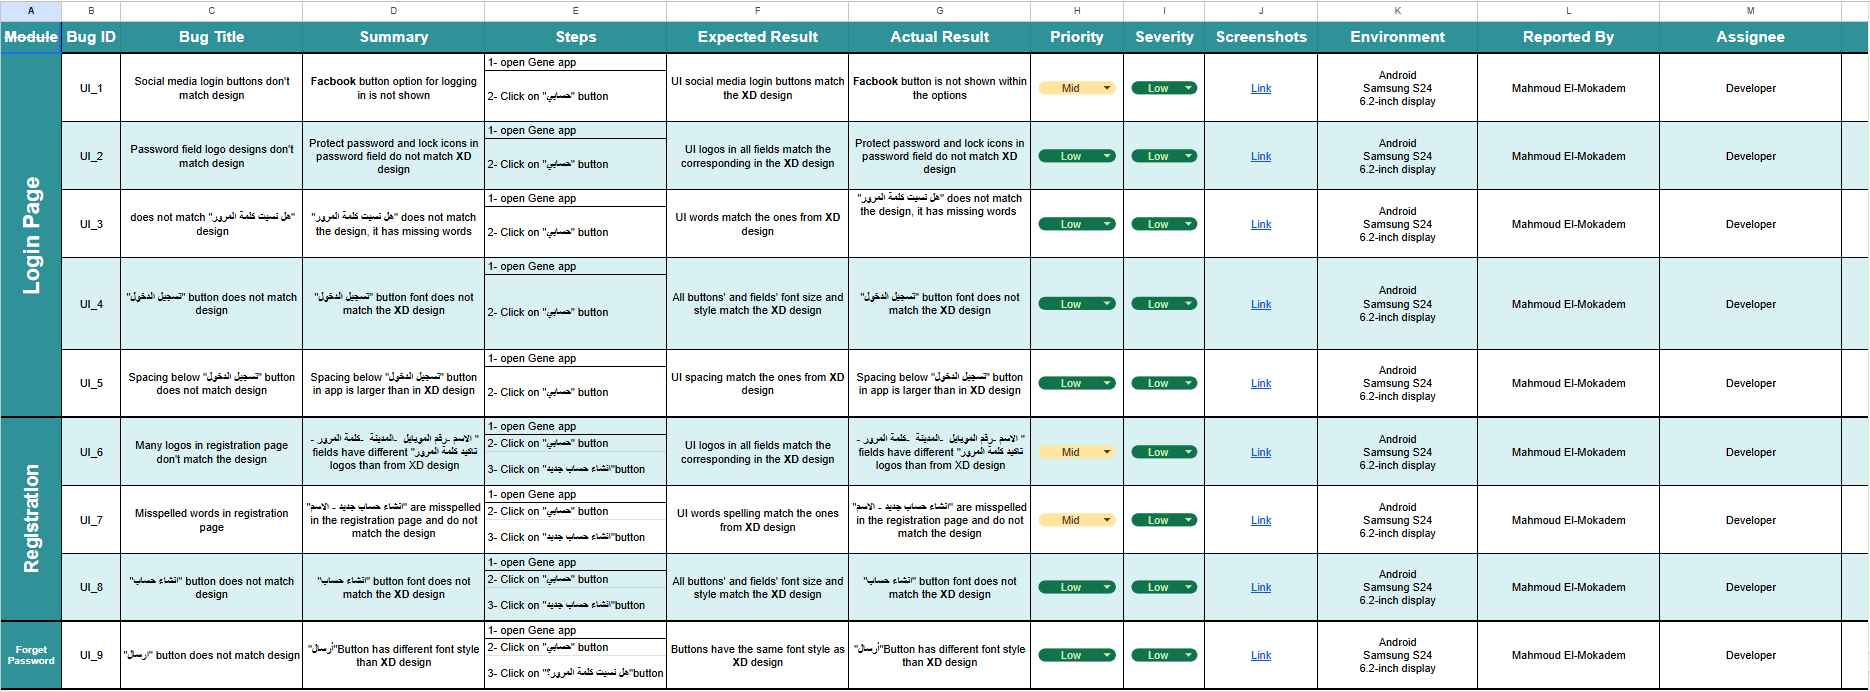 A B C D E F G H I J K L M
Module Bug ID Bug Title Summary Steps Expected Result Actual Result Priority Severity Screenshots Environment Reported By Assignee
Login Page
UI_1
Social media login buttons don't
match design
Facbook button option for logging
in is not shown
1- open Gene app
2- Click on "حسابي" button
UI social media login buttons match
the XD design
Facbook button is not shown within
the options
Mid
Low
Link
Android
Samsung S24
6.2-inch display
Mahmoud El-Mokadem
Developer
UI_2
Password field logo designs don't
match design
Protect password and lock icons in
password field do not match XD
design
1- open Gene app
2- Click on "حسابي" button
UI logos in all fields match the
corresponding in the XD design
Protect password and lock icons in
password field do not match XD
design
Low
Low
Link
Android
Samsung S24
6.2-inch display
Mahmoud El-Mokadem
Developer
UI_3
does not match "هل نسيت كلمة المرور"
design
"هل نسيت كلمة المرور" does not match
the design, it has missing words
1- open Gene app
2- Click on "حسابي" button
UI words match the ones from XD
design
"هل نسيت كلمة المرور" does not match
the design, it has missing words
Low
Low
Link
Android
Samsung S24
6.2-inch display
Mahmoud El-Mokadem
Developer
UI_4
"تسجيل الدخول" button does not match
design
"تسجيل الدخول" button font does not
match the XD design
1- open Gene app
2- Click on "حسابي" button
All buttons' and fields' font size and
style match the XD design
"تسجيل الدخول" button font does not
match the XD design
Low
Low
Link
Android
Samsung S24
6.2-inch display
Mahmoud El-Mokadem
Developer
UI_5
Spacing below "تسجيل الدخول" button
does not match design
Spacing below "تسجيل الدخول" button
in app is larger than in XD design
1- open Gene app
2- Click on "حسابي" button
UI spacing match the ones from XD
design
Spacing below "تسجيل الدخول" button
in app is larger than in XD design
Low
Low
Link
Android
Samsung S24
6.2-inch display
Mahmoud El-Mokadem
Developer
Registration
UI_6
Many logos in registration page
don't match the design
" الاسم -رقم الموبايل -المدينة -كلمة المرور -
fields have different "تاكيد كلمة المرور
logos than from XD design
1- open Gene app
2- Click on "حسابي" button
3- Click on "انشاء حساب جديد"button
UI logos in all fields match the
corresponding in the XD design
" الاسم -رقم الموبايل -المدينة -كلمة المرور -
fields have different "تاكيد كلمة المرور
logos than from XD design
Mid
Low
Link
Android
Samsung S24
6.2-inch display
Mahmoud El-Mokadem
Developer
UI_7
Misspelled words in registration
page
"انشاء حساب جديد - الاسم" are misspelled
in the registration page and do not
match the design
1- open Gene app
2- Click on "حسابي" button
3- Click on "انشاء حساب جديد"button
UI words spelling match the ones
from XD design
"انشاء حساب جديد - الاسم" are misspelled
in the registration page and do not
match the design
Mid
Low
Link
Android
Samsung S24
6.2-inch display
Mahmoud El-Mokadem
Developer
UI_8
"انشاء حساب" button does not match
design
"انشاء حساب" button font does not
match the XD design
1- open Gene app
2- Click on "حسابي" button
3- Click on "انشاء حساب جديد"button
All buttons' and fields' font size and
style match the XD design
"انشاء حساب" button font does not
match the XD design
Low
Low
Link
Android
Samsung S24
6.2-inch display
Mahmoud El-Mokadem
Developer
Forget
Password
UI_9
"ارسال" button does not match design
"أرسال"Button has different font style
than XD design
1- open Gene app
2- Click on "حسابي" button
3- Click on "هل نسيت كلمة المرور؟"button
Buttons have the same font style as
XD design
"أرسال"Button has different font style
than XD design
Low
Low
Link
Android
Samsung S24
6.2-inch display
Mahmoud El-Mokadem
Developer